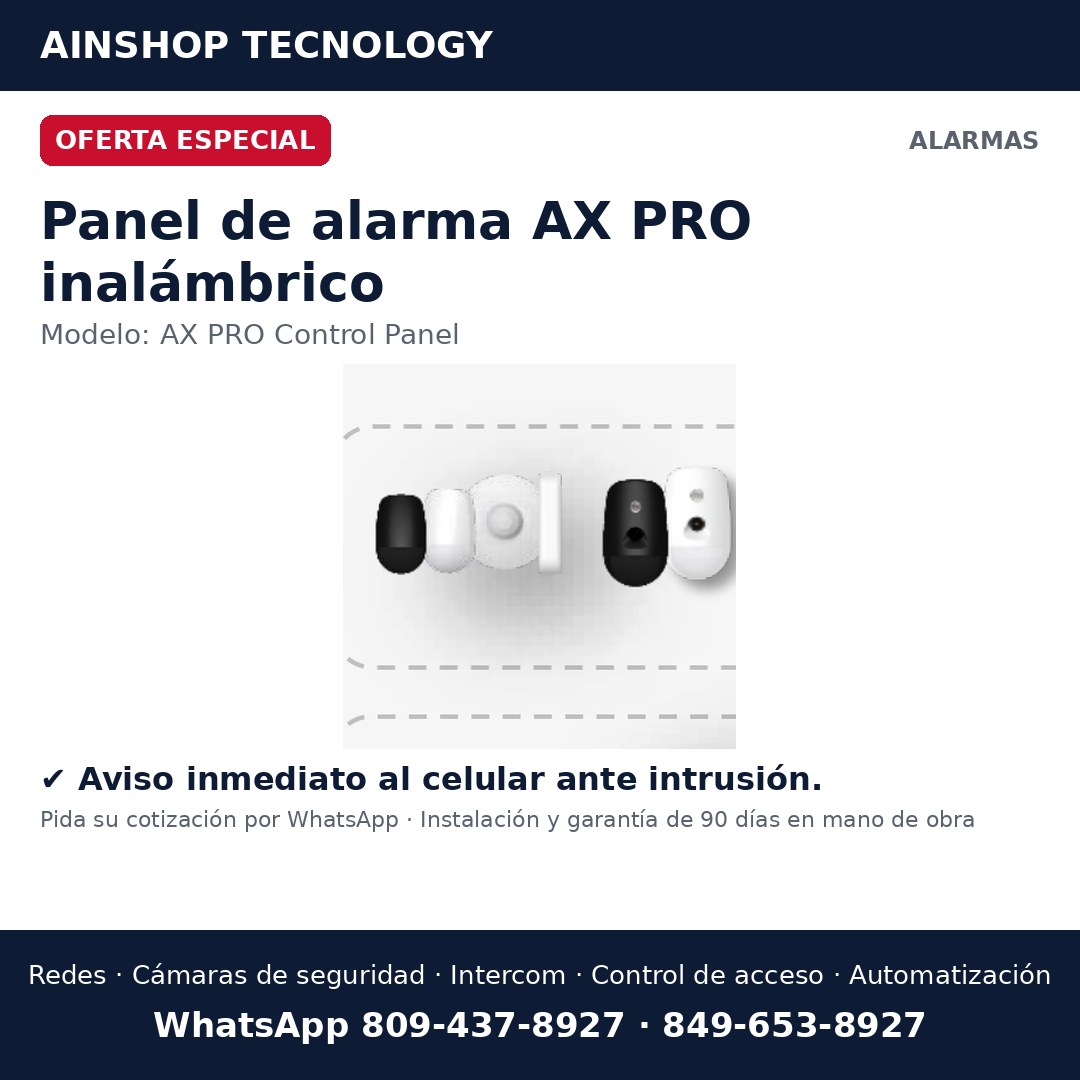 AINSHOP TECNOLOGY
OFERTA ESPECIAL
ALARMAS
Panel de alarma AX PRO
inalámbrico
Modelo: AX PRO Control Panel
✔ Aviso inmediato al celular ante intrusión.
Pida su cotización por WhatsApp · Instalación y garantía de 90 días en mano de obra
Redes · Cámaras de seguridad · Intercom · Control de acceso · Automatización
WhatsApp 809-437-8927 · 849-653-8927